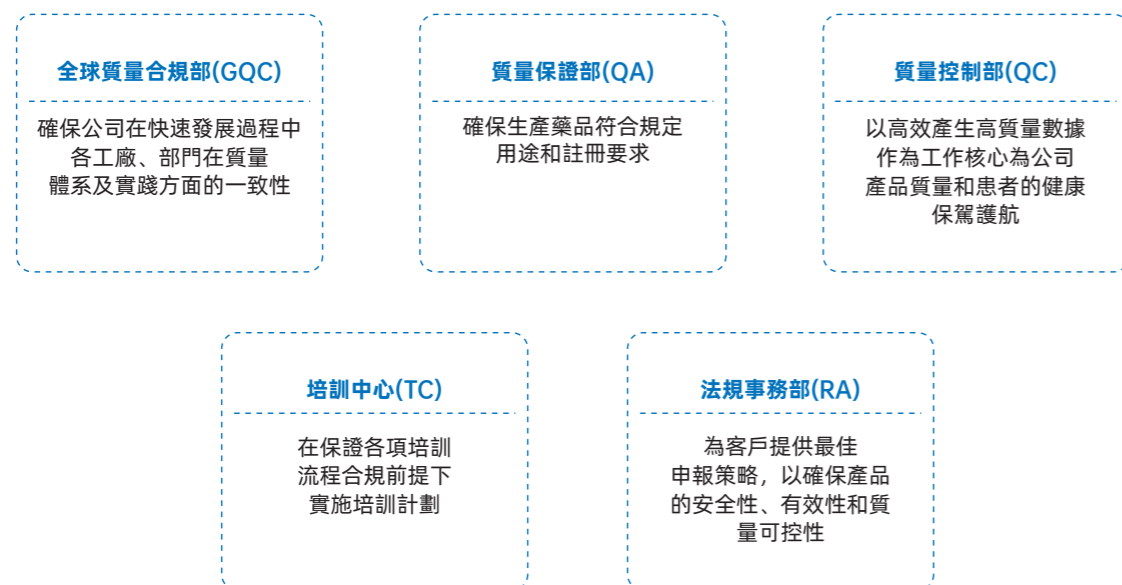 全球質量合規部(GQC)
確保公司在快速發展過程中
各工廠、部門在質量
體系及實踐方面的一致性
質量保證部(QA)
確保生產藥品符合規定
用途和註冊要求
質量控制部(QC)
以高效產生高質量數據
作為工作核心為公司
產品質量和患者的健康
保駕護航
培訓中心(TC)
在保證各項培訓
流程合規前提下
實施培訓計劃
法規事務部(RA)
為客戶提供最佳
申報策略，以確保產品
的安全性、有效性和質
量可控性